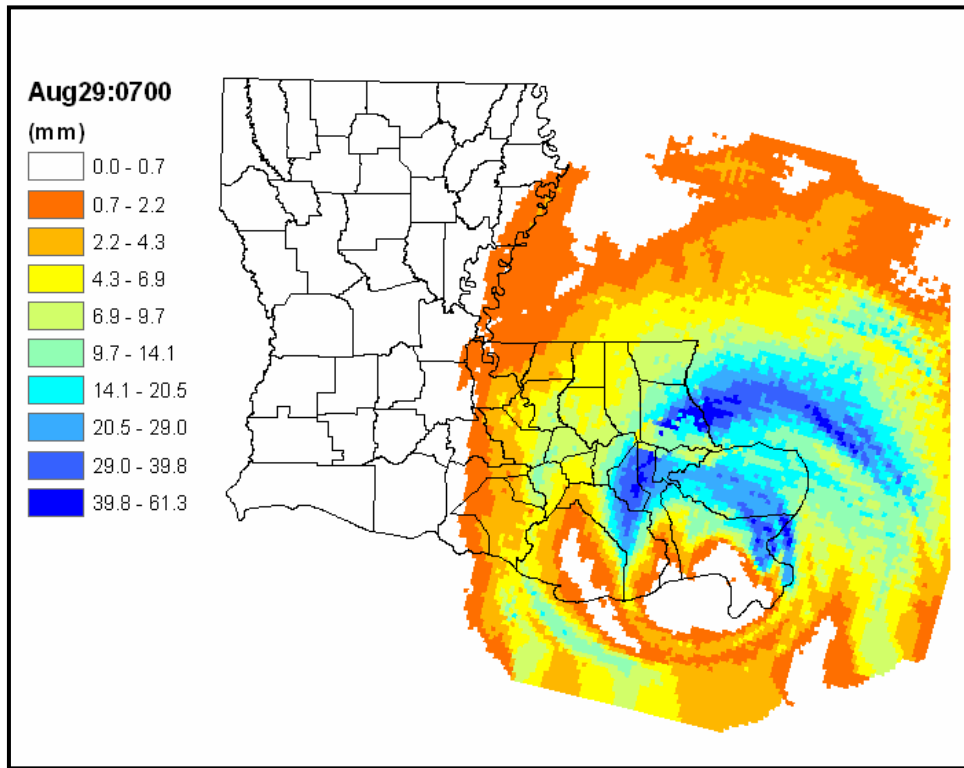 Aug29:0700
(mm)
0.0 - 0.7
0.7 - 2.2
2.2 - 4.3
4.3 - 6.9
6.9 - 9.7
9.7 - 14.1
14.1 - 20.5
20.5 - 29.0
29.0 - 39.8
39.8 - 61.3